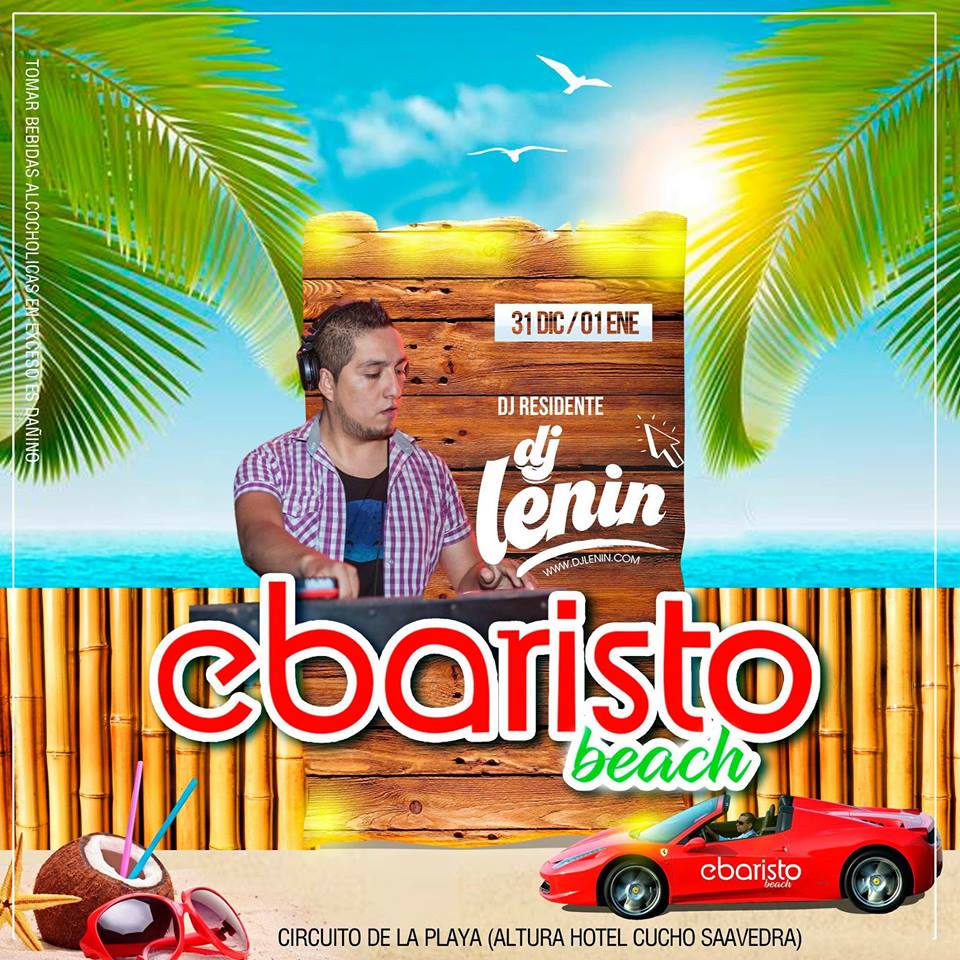 TOMAR BEBIDAS ALCOCHOLICAS EN EXCESO ES DAÑINO
31 DIC / 01 ENE
DJ RESIDENTE
dj
lenin
WWW.DJLENIN.COM
ebaristo
beach
ebaristo
beach
CIRCUITO DE LA PLAYA (ALTURA HOTEL CUCHO SAAVEDRA)